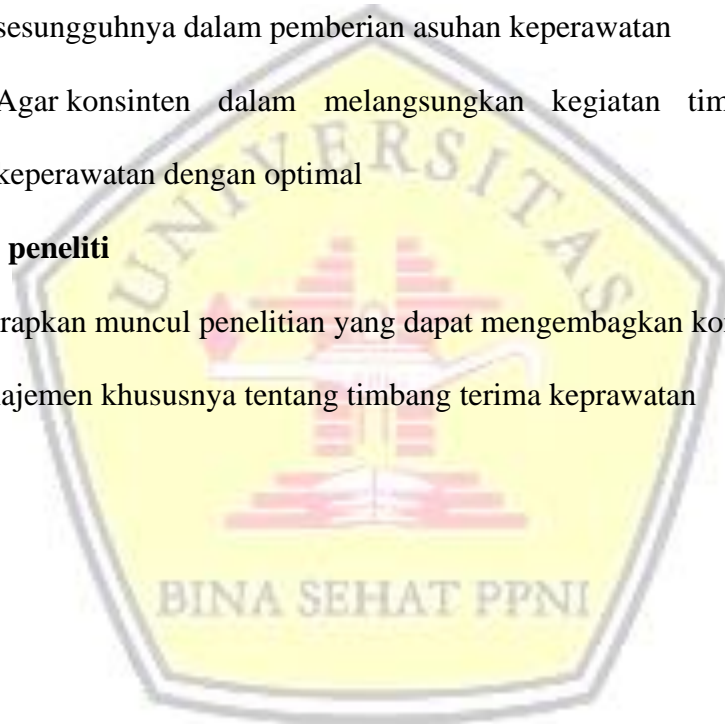 sesungguhnya dalam pemberian asuhan keperawatan
Agar konsinten dalam melangsungkan kegiatan tim
keperawatan dengan optimal
peneliti
rapkan muncul penelitian yang dapat mengembagkan ko
ajemen khususnya tentang timbang terima keprawatan
UNIVERSITAS
BINA SEHAT PPNI